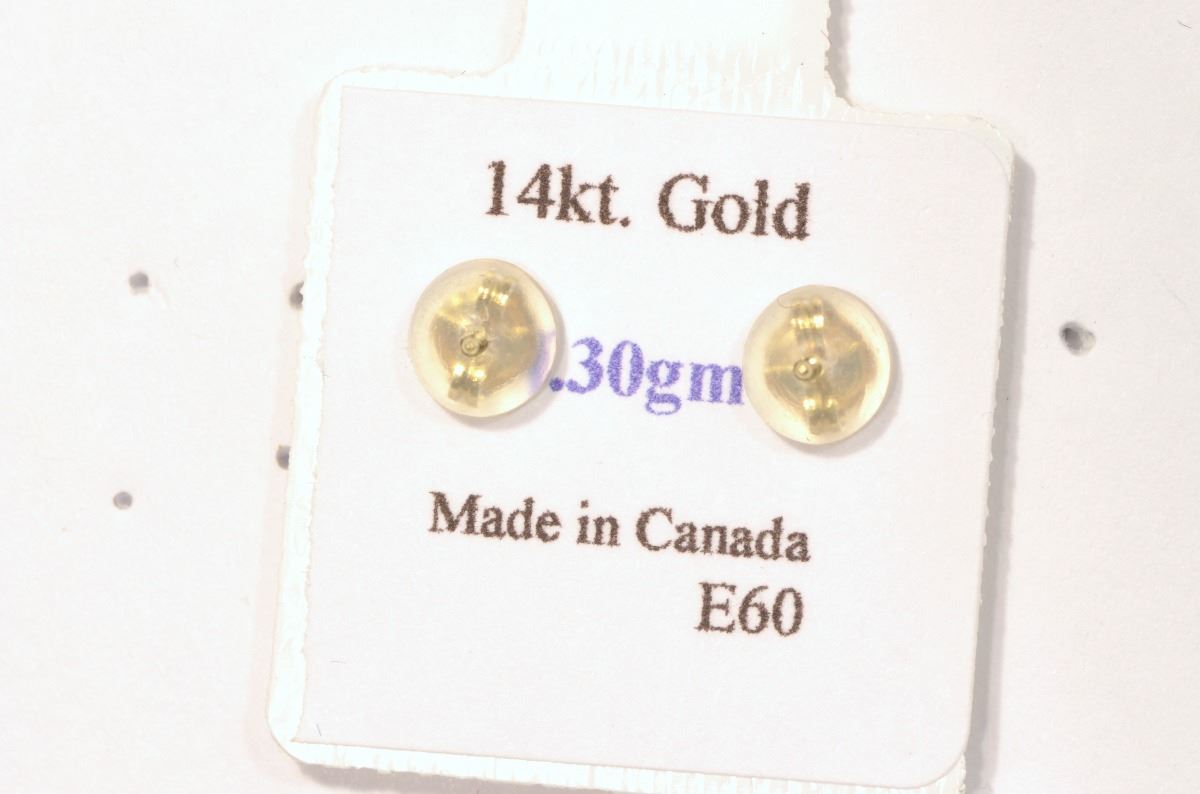 14kt. Gold
.30gm
Made in Canada
E60